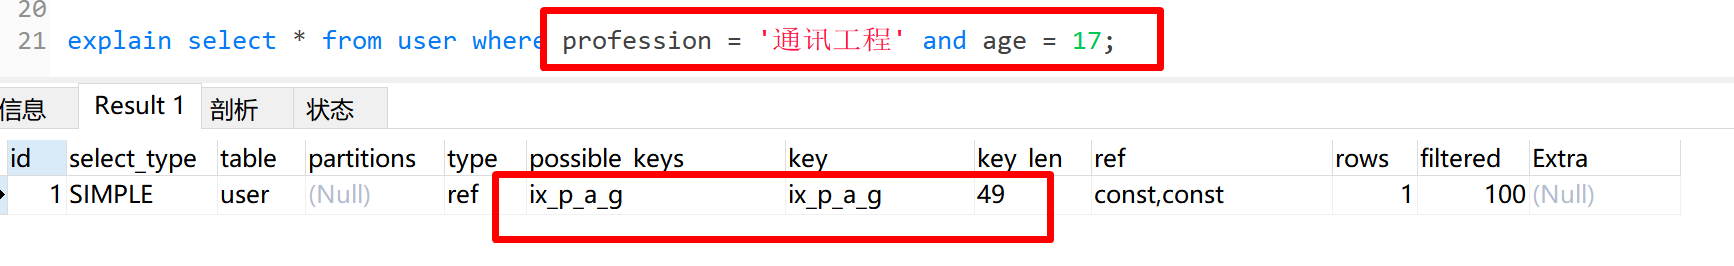 20
21 explain select * from user where profession = '通讯工程' and age = 17;
信息 Result 1 剖析 状态
id select_type table partitions type possible_keys key key_len ref rows filtered Extra
1 SIMPLE user (Null) ref ix_p_a_g ix_p_a_g 49 const,const 1 100 (Null)